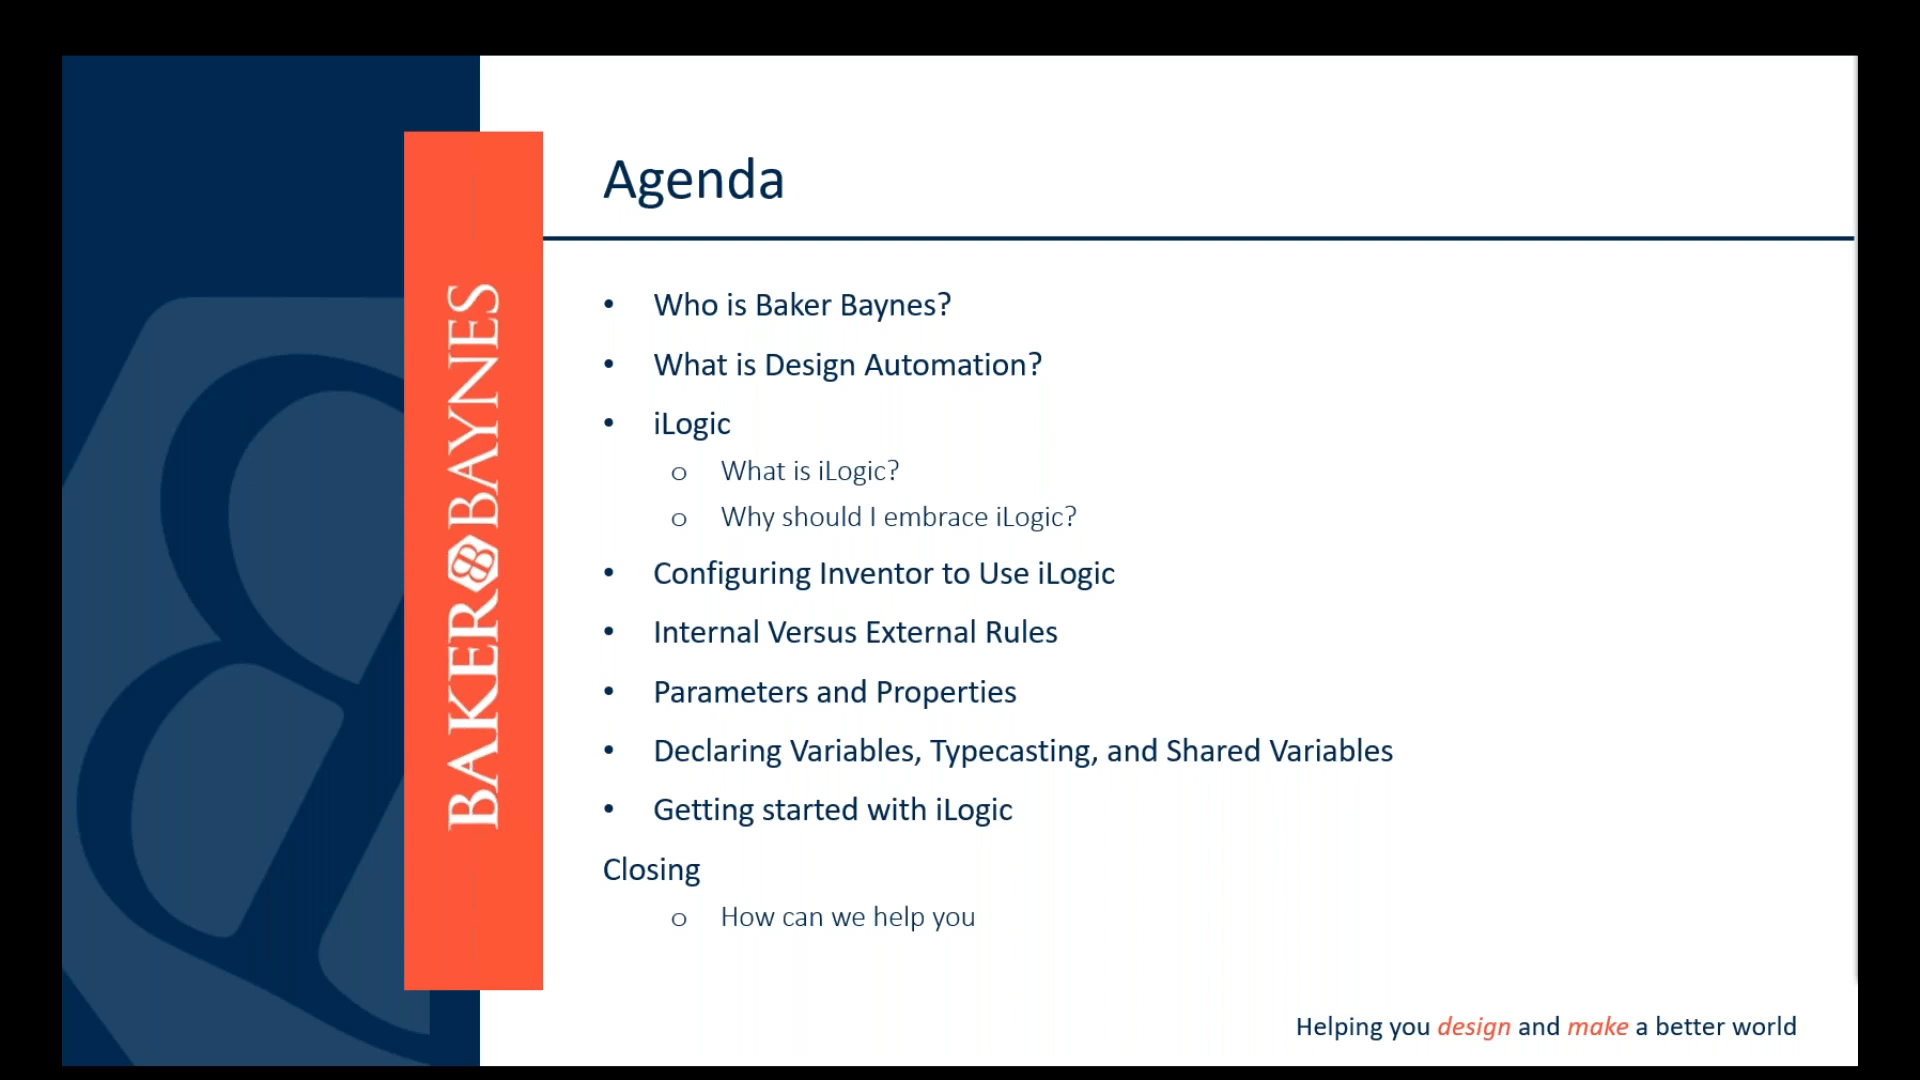 BAKER BAYNES
Agenda
• Who is Baker Baynes?
• What is Design Automation?
• iLogic
o What is iLogic?
o Why should I embrace iLogic?
• Configuring Inventor to Use iLogic
• Internal Versus External Rules
• Parameters and Properties
• Declaring Variables, Typecasting, and Shared Variables
• Getting started with iLogic
Closing
o How can we help you
Helping you design and make a better world